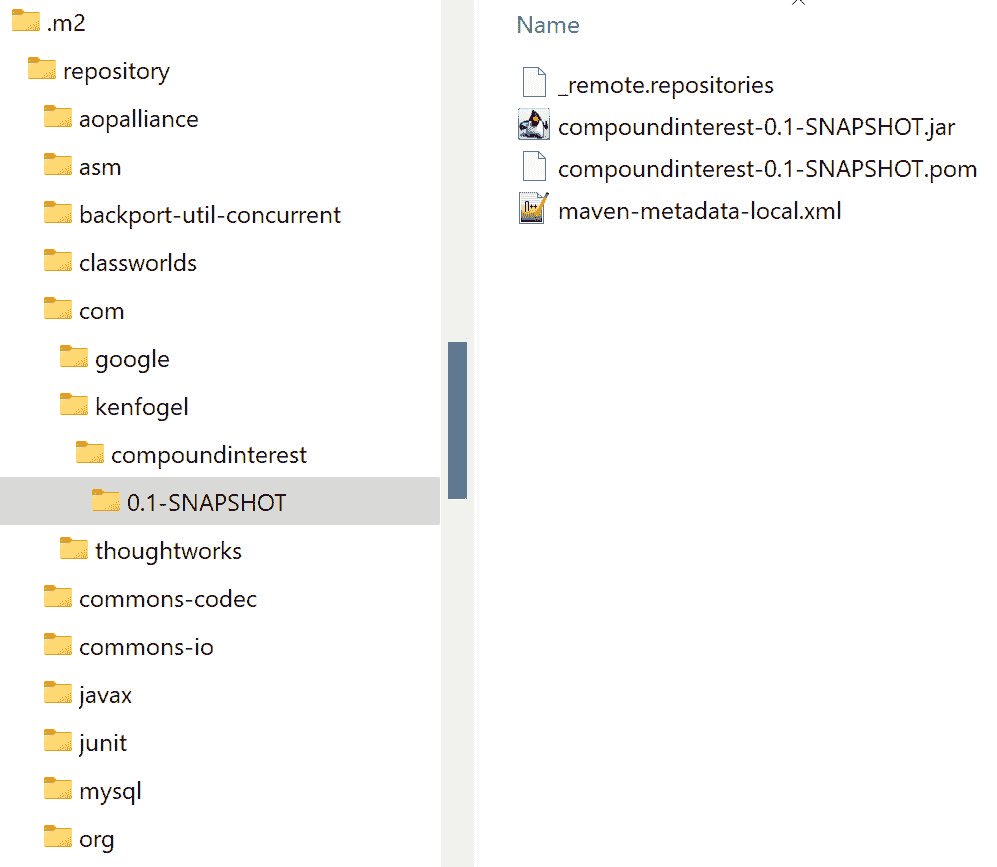 .m2
repository
aopalliance
asm
backport-util-concurrent
classworlds
com
google
kenfogel
compoundinterest
0.1-SNAPSHOT
thoughtworks
commons-codec
commons-io
javax
junit
mysql
org
Name
_remote.repositories
compoundinterest-0.1-SNAPSHOT.jar
compoundinterest-0.1-SNAPSHOT.pom
maven-metadata-local.xml